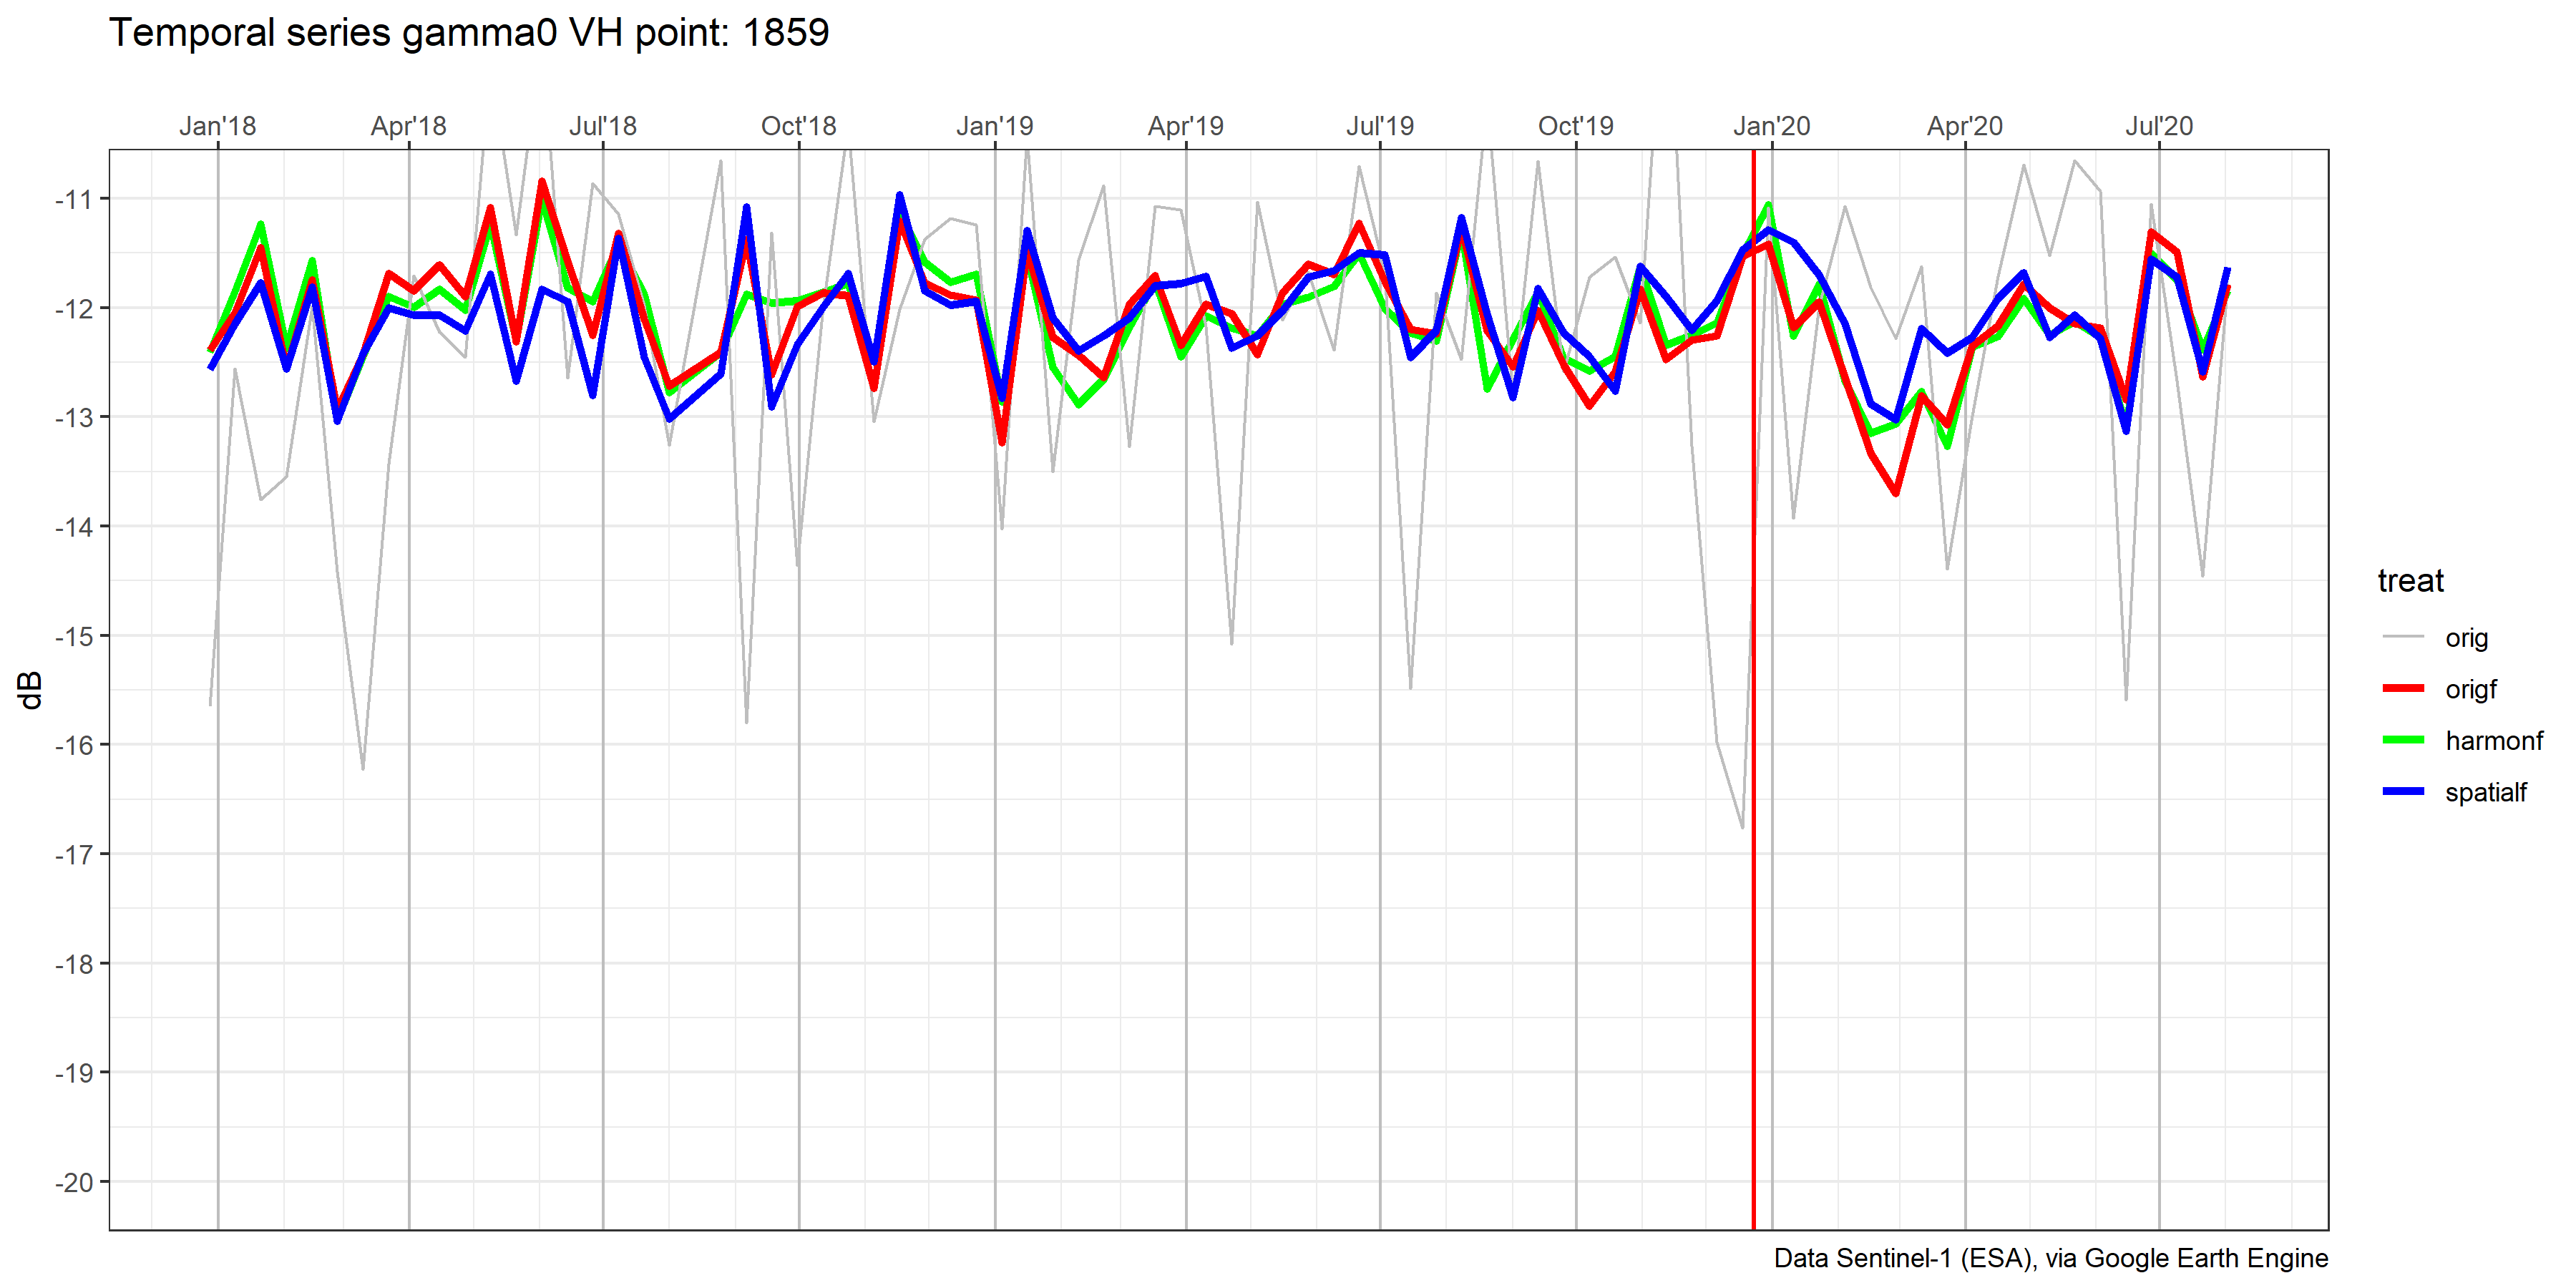 Temporal series gamma0 VH point: 1859
Jan'18 Apr'18 Jul'18 Oct'18 Jan'19 Apr'19 Jul'19 Oct'19 Jan'20 Apr'20 Jul'20
-11
-12
-13
-14
-15
-16
-17
-18
-19
-20
dB
treat
orig
origf
harmonf
spatialf
Data Sentinel-1 (ESA), via Google Earth Engine